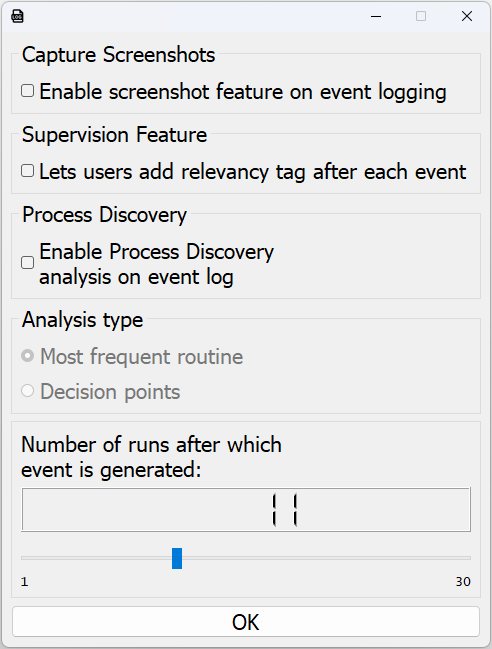 Capture Screenshots
Enable screenshot feature on event logging
Supervision Feature
Lets users add relevancy tag after each event
Process Discovery
Enable Process Discovery
analysis on event log
Analysis type
Most frequent routine
Decision points
Number of runs after which
event is generated:
11
1 30
OK